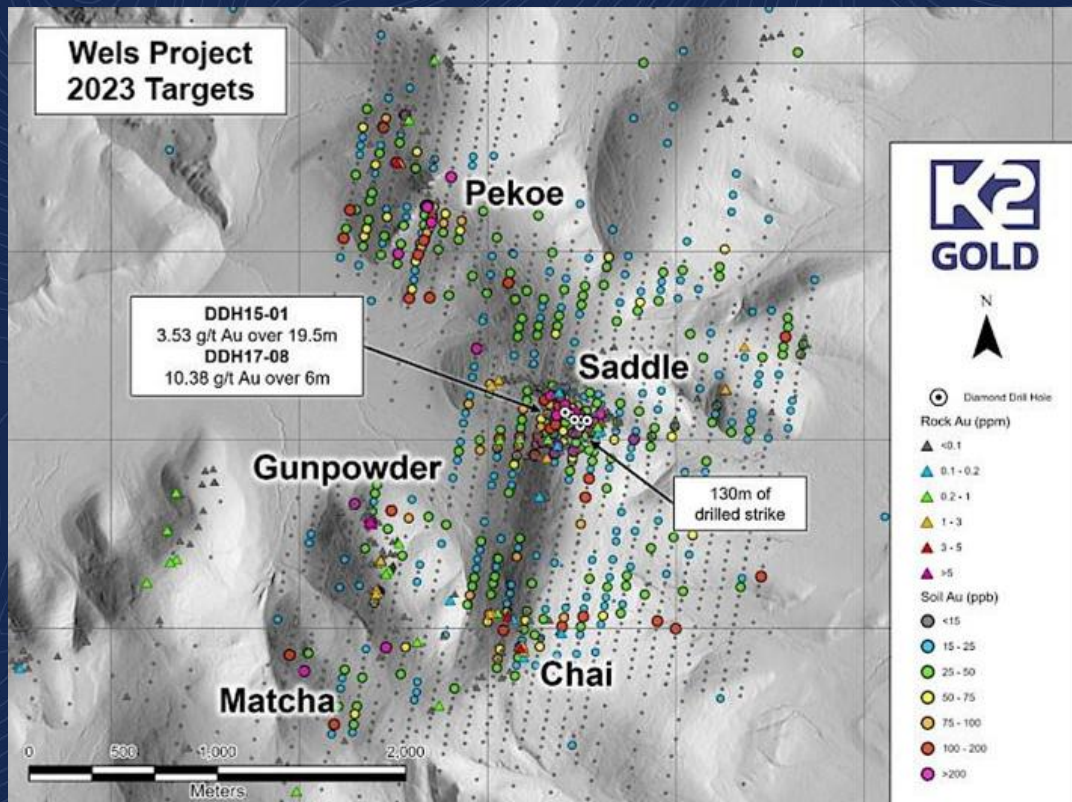 Wels Project
2023 Targets
Pekoe
DDH15-01
3.53 g/t Au over 19.5m
DDH17-08
10.38 g/t Au over 6m
Saddle
Gunpowder
130m of
drilled strike
Chai
Matcha
0 500 1,000 2,000
Meters
K2
GOLD
N
Diamond Drill Hole
Rock Au (ppm)
<0.1
0.1 - 0.2
0.2 - 1
1 - 3
3 - 5
>5
Soil Au (ppb)
<15
15 - 25
25 - 50
50 - 75
75 - 100
100 - 200
>200